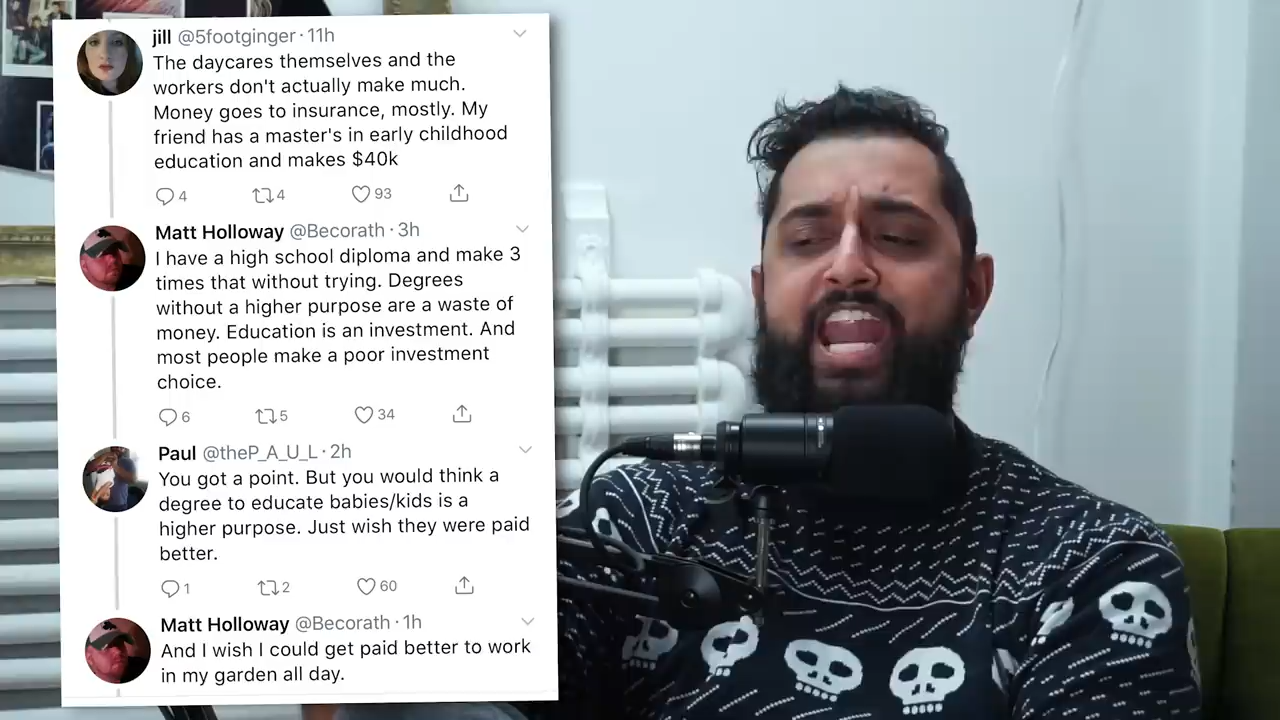 jill @5footginger · 11h
The daycares themselves and the
workers don't actually make much.
Money goes to insurance, mostly. My
friend has a master's in early childhood
education and makes $40k
4 4 93
Matt Holloway @Becorath · 3h
I have a high school diploma and make 3
times that without trying. Degrees
without a higher purpose are a waste of
money. Education is an investment. And
most people make a poor investment
choice.
6 5 34
Paul @theP_A_U_L · 2h
You got a point. But you would think a
degree to educate babies/kids is a
higher purpose. Just wish they were paid
better.
1 2 60
Matt Holloway @Becorath · 1h
And I wish I could get paid better to work
in my garden all day.